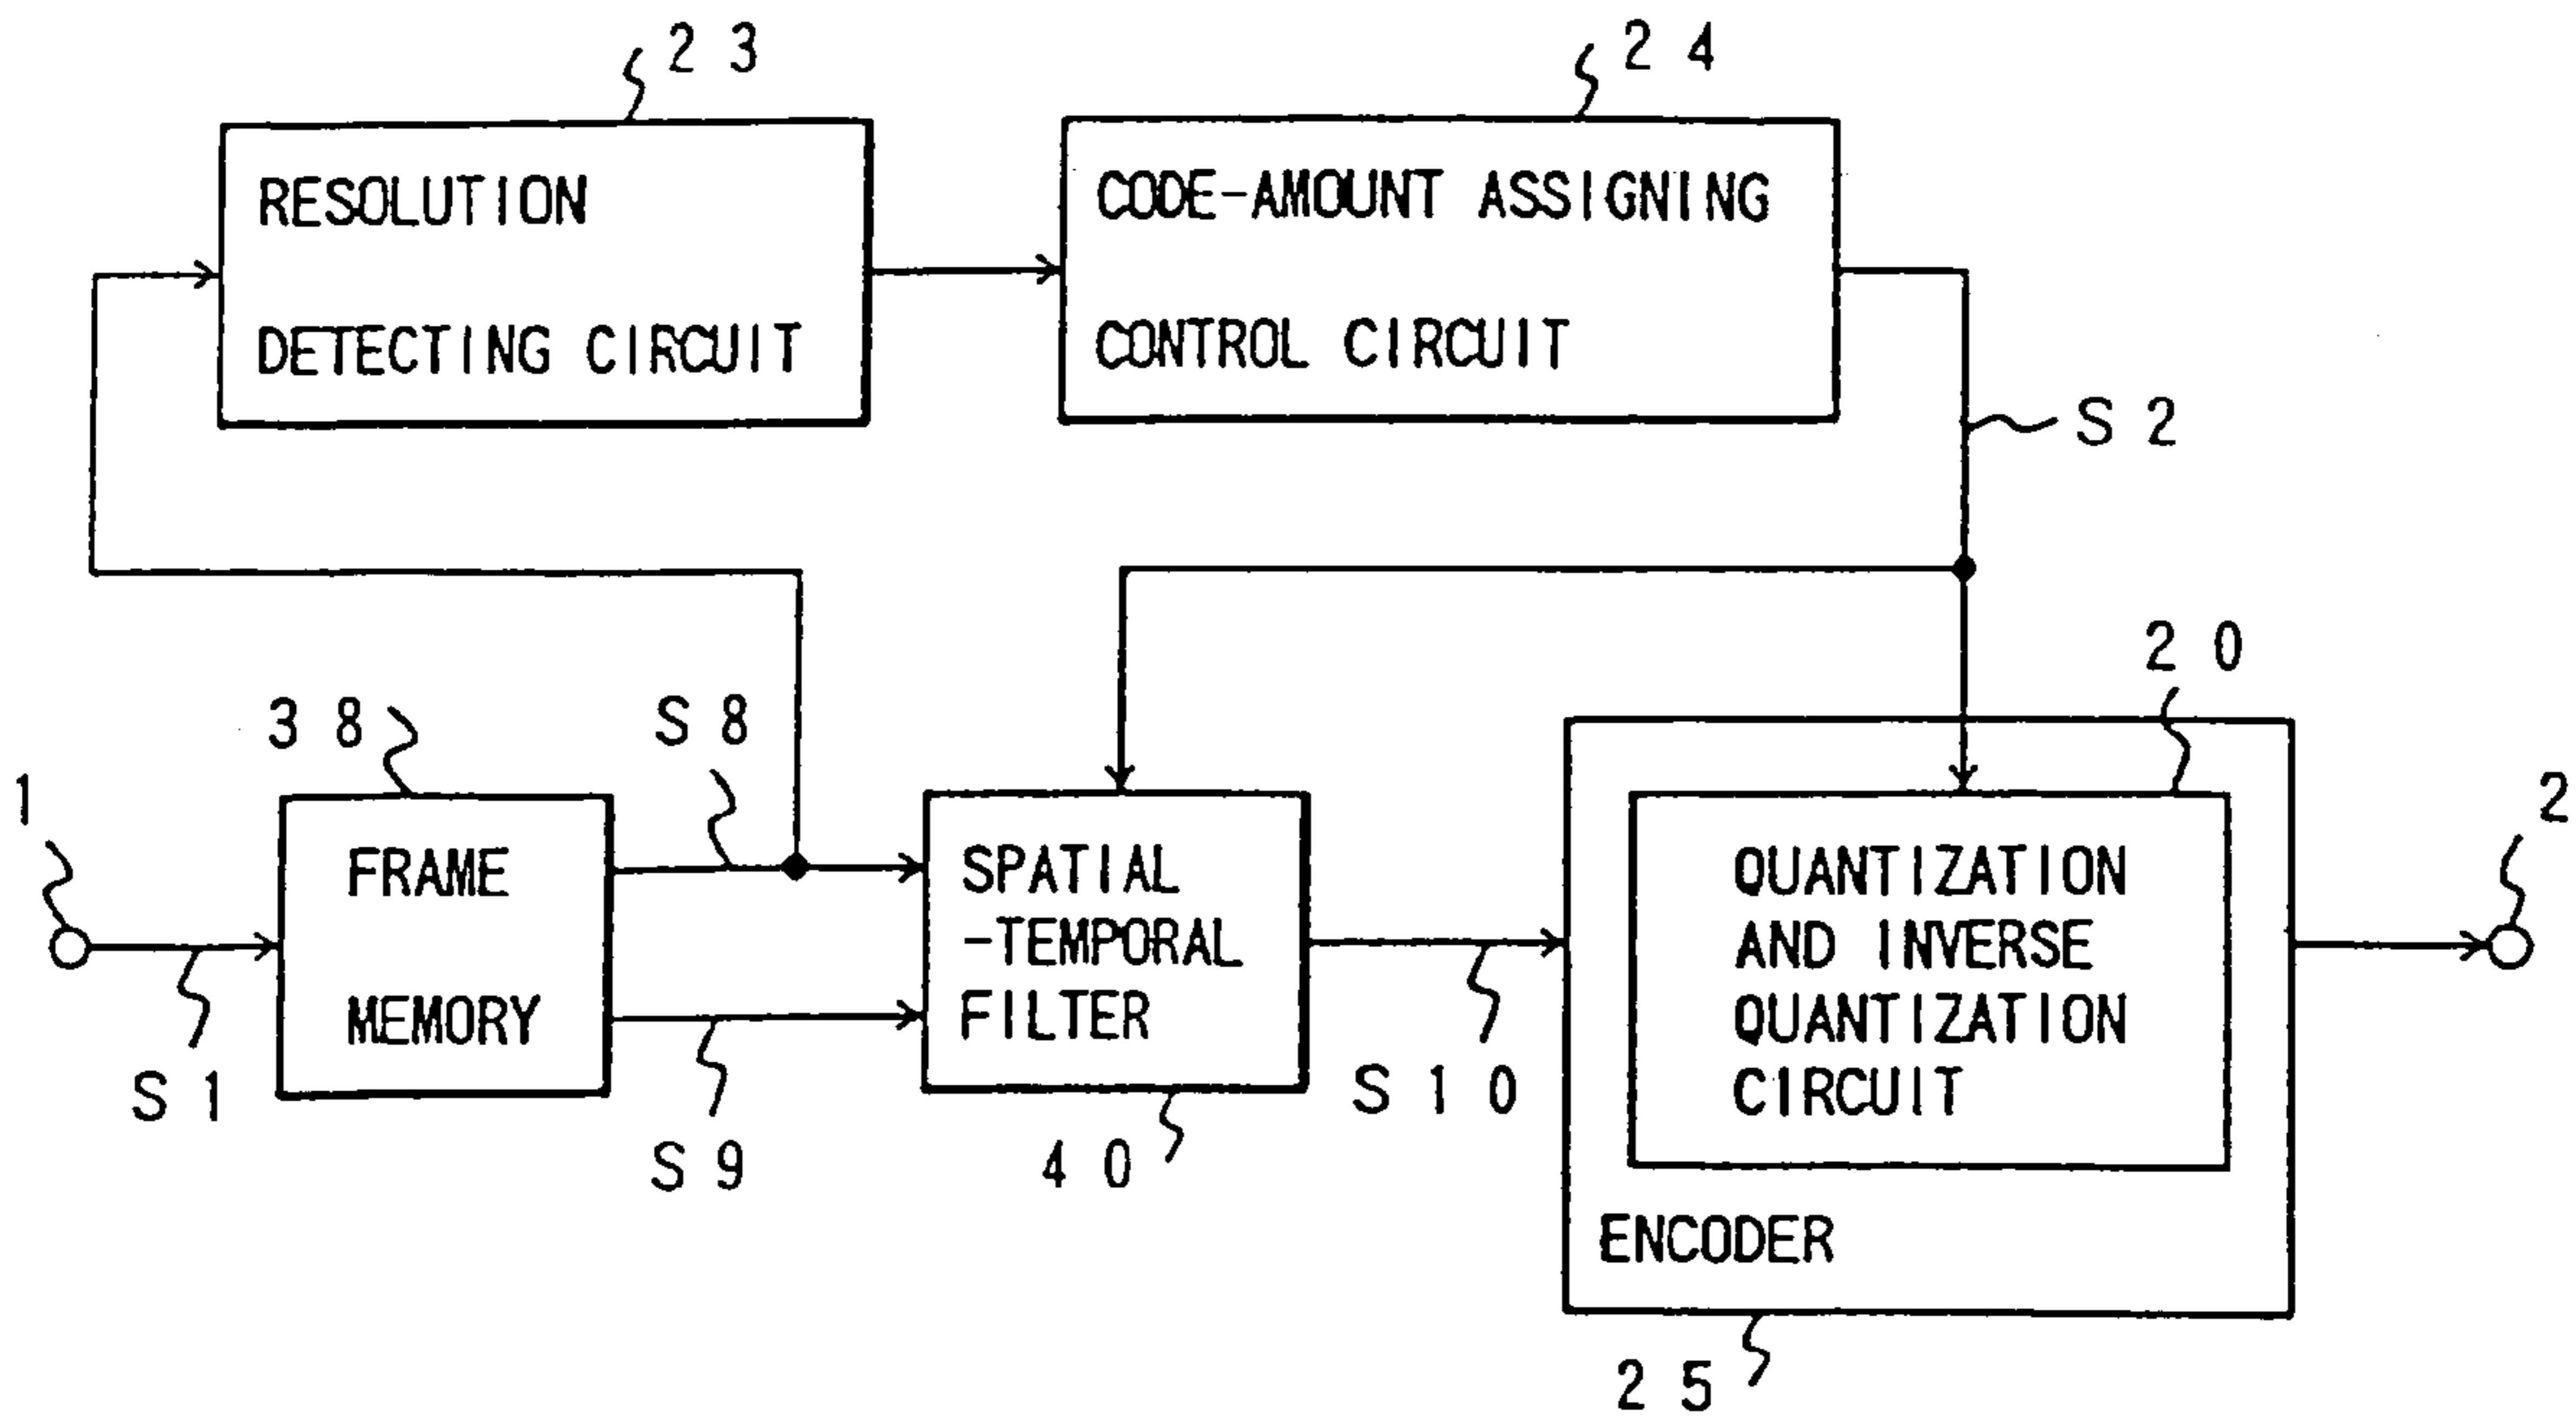 2 3
2 4
RESOLUTION
DETECTING CIRCUIT
CODE-AMOUNT ASSIGNING
CONTROL CIRCUIT
S 2
2 0
3 8
S 8
1
2
FRAME
MEMORY
SPATIAL
-TEMPORAL
FILTER
QUANTIZATION
AND INVERSE
QUANTIZATION
CIRCUIT
S 1
S 9
4 0
S 1 0
ENCODER
2 5